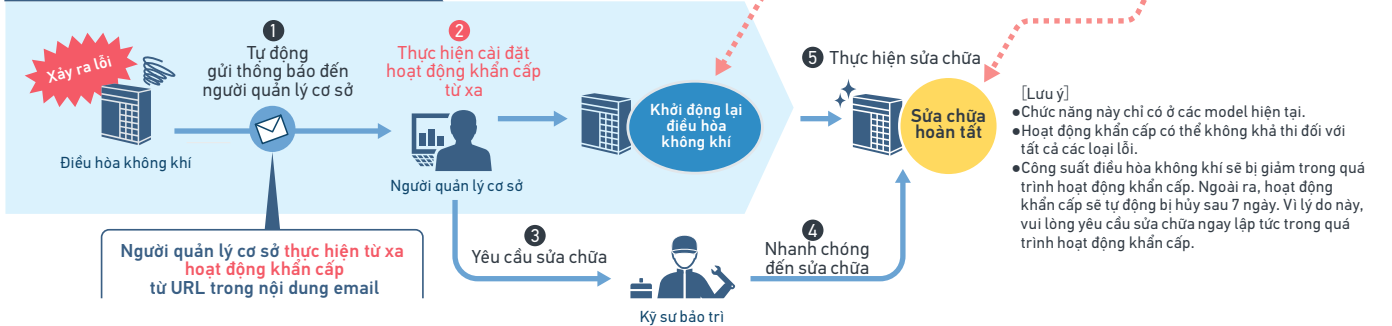 Xảy ra lỗi
Điều hòa không khí
1
Tự động
gửi thông báo đến
người quản lý cơ sở
2
Thực hiện cài đặt
hoạt động khẩn cấp
từ xa
Người quản lý cơ sở
Khởi động lại
điều hòa
không khí
5 Thực hiện sửa chữa
Sửa chữa
hoàn tất
Người quản lý cơ sở thực hiện từ xa
hoạt động khẩn cấp
từ URL trong nội dung email
3
Yêu cầu sửa chữa
Kỹ sư bảo trì
4
Nhanh chóng
đến sửa chữa
[Lưu ý]
●Chức năng này chỉ có ở các model hiện tại.
●Hoạt động khẩn cấp có thể không khả thi đối với
tất cả các loại lỗi.
●Công suất điều hòa không khí sẽ bị giảm trong quá
trình hoạt động khẩn cấp. Ngoài ra, hoạt động
khẩn cấp sẽ tự động bị hủy sau 7 ngày. Vì lý do này,
vui lòng yêu cầu sửa chữa ngay lập tức trong quá
trình hoạt động khẩn cấp.